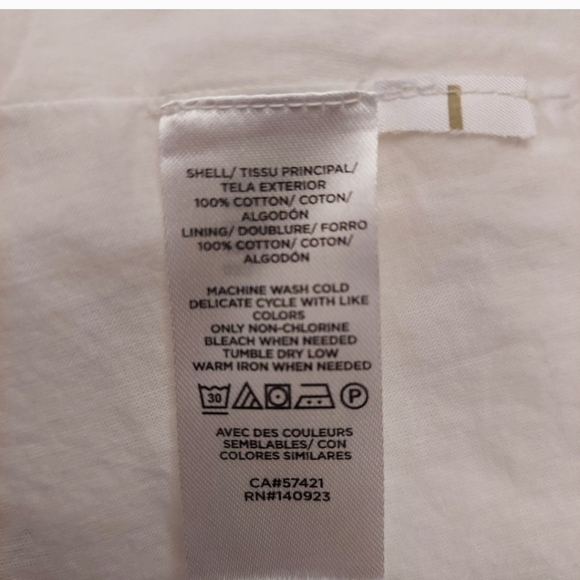 SHELL/ TISSU PRINCIPAL/
TELA EXTERIOR
100% COTTON/ COTON/
ALGODÓN
LINING/ DOUBLURE/ FORRO
100% COTTON/ COTON/
ALGODÓN
MACHINE WASH COLD
DELICATE CYCLE WITH LIKE
COLORS
ONLY NON-CHLORINE
BLEACH WHEN NEEDED
TUMBLE DRY LOW
WARM IRON WHEN NEEDED
30 P
AVEC DES COULEURS
SEMBLABLES/ CON
COLORES SIMILARES
CA#57421
RN#140923